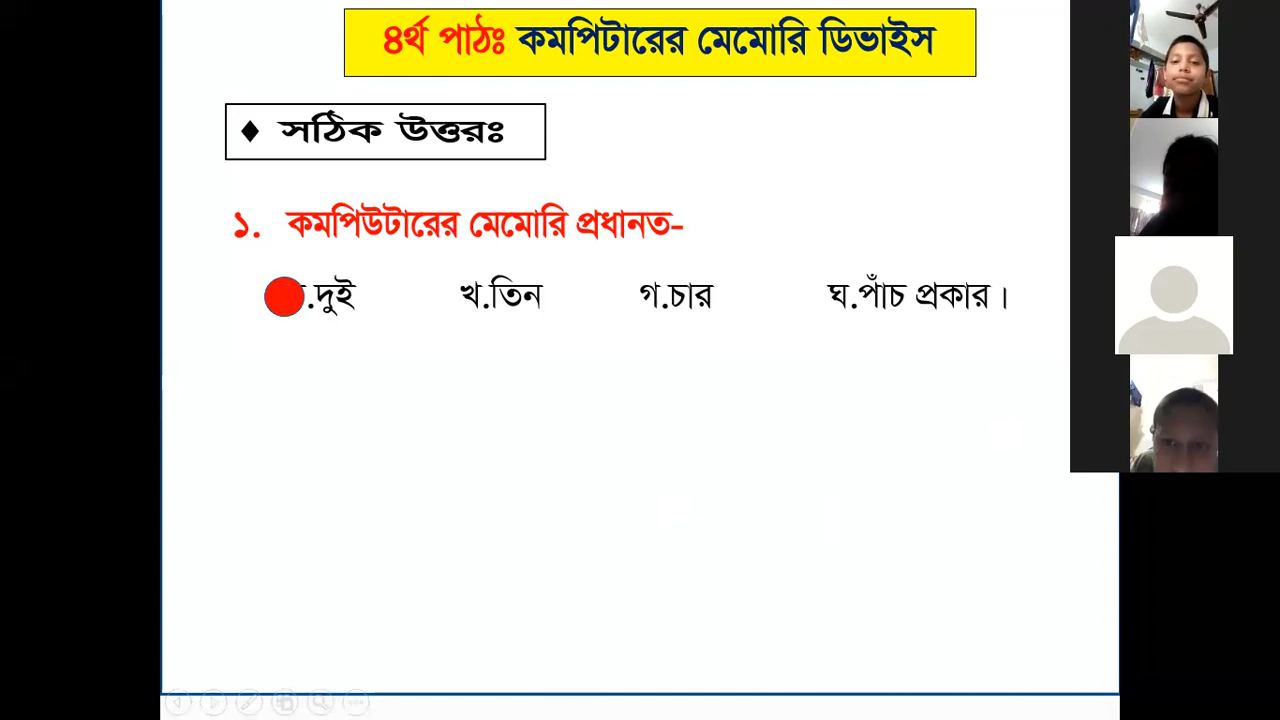 ৪র্থ পাঠঃ কমপিটারের মেমোরি ডিভাইস
♦ সঠিক উত্তরঃ
১. কমপিউটারের মেমোরি প্রধানত-
.দুই খ.তিন গ.চার ঘ.পাঁচ প্রকার।